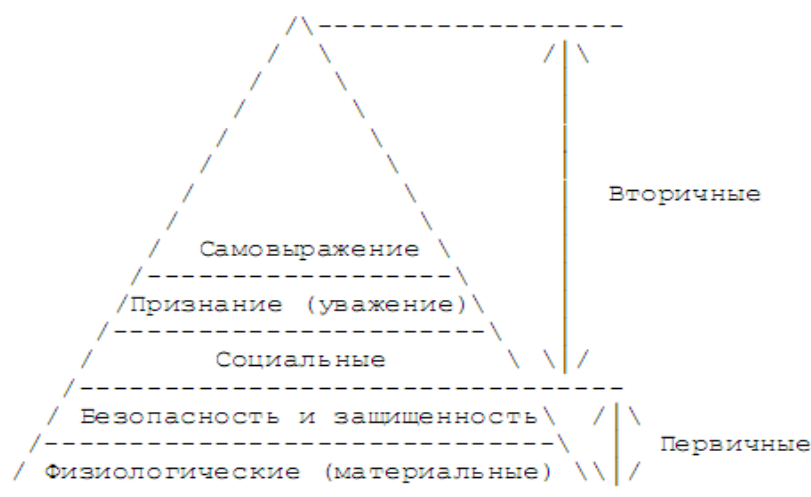 Вторичные
Самовыражение
Признание (уважение)
Социальные
Безопасность и защищенность
Первичные
Физиологические (материальные)